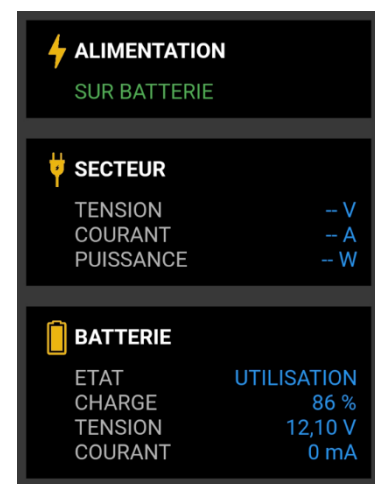 ALIMENTATION
SUR BATTERIE
SECTEUR
TENSION -- V
COURANT -- A
PUISSANCE -- W
BATTERIE
ETAT UTILISATION
CHARGE 86 %
TENSION 12,10 V
COURANT 0 mA